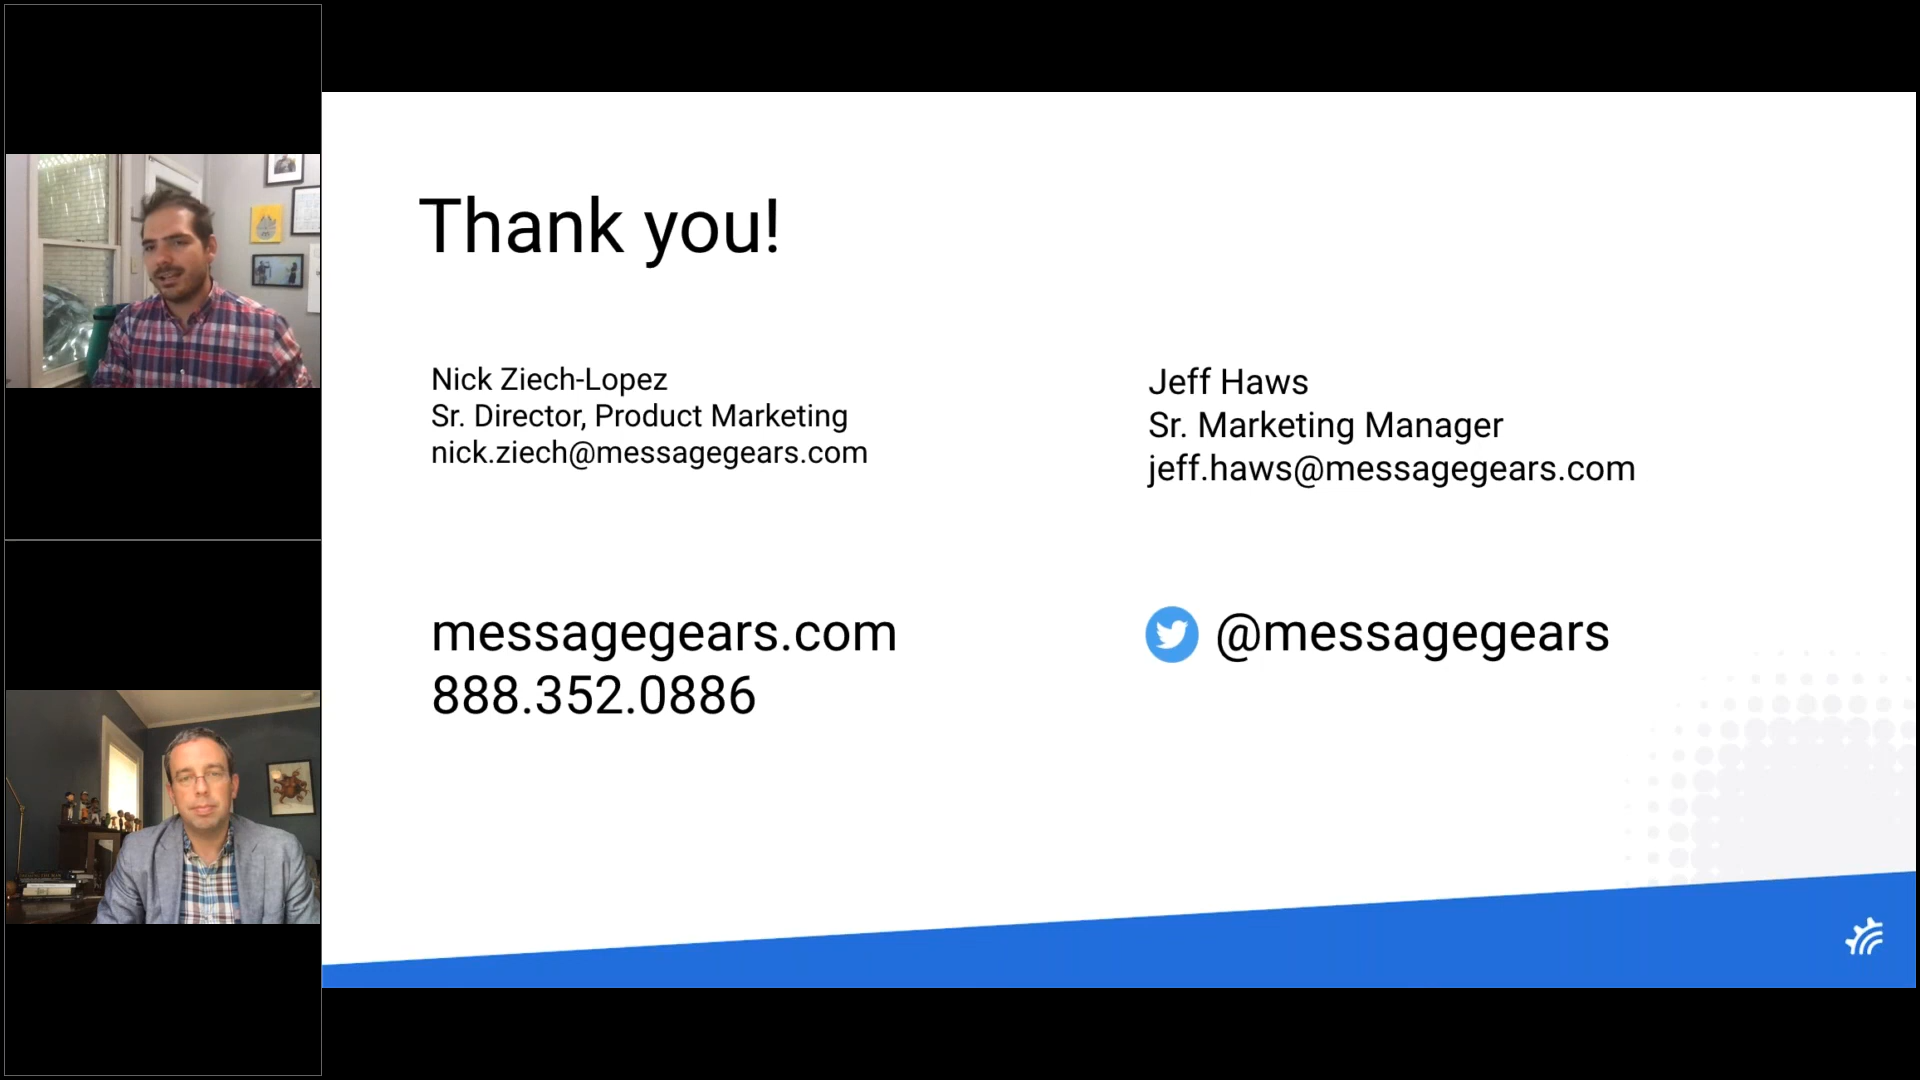 Thank you!
Nick Ziech-Lopez
Sr. Director, Product Marketing
nick.ziech@messagegears.com
Jeff Haws
Sr. Marketing Manager
jeff.haws@messagegears.com
messagegears.com
888.352.0886
@messagegears